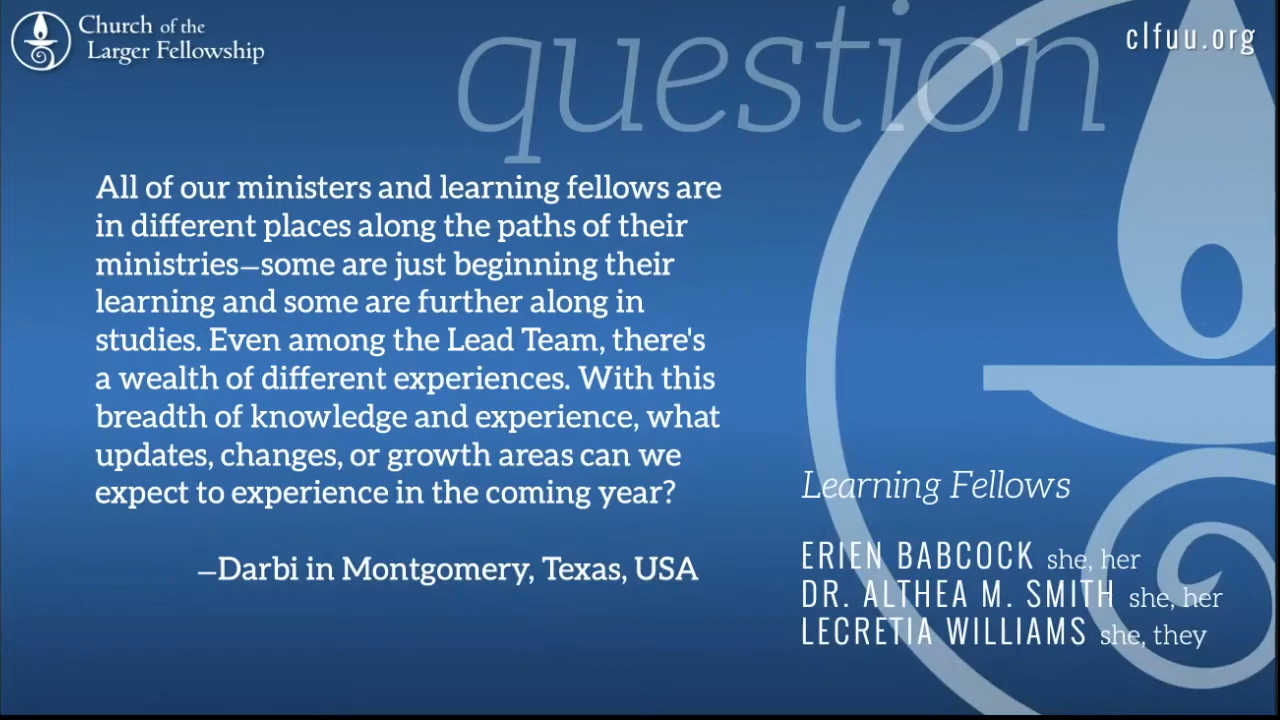 Church of the
Larger Fellowship
question
clfuu.org
All of our ministers and learning fellows are
in different places along the paths of their
ministries—some are just beginning their
learning and some are further along in
studies. Even among the Lead Team, there's
a wealth of different experiences. With this
breadth of knowledge and experience, what
updates, changes, or growth areas can we
expect to experience in the coming year?
—Darbi in Montgomery, Texas, USA
Learning Fellows
ERIEN BABCOCK she, her
DR. ALTHEA M. SMITH she, her
LECRETIA WILLIAMS she, they